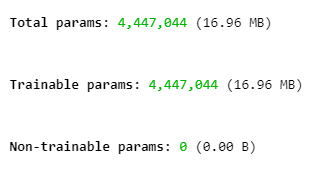 Total params: 4,447,044 (16.96 MB)
Trainable params: 4,447,044 (16.96 MB)
Non-trainable params: 0 (0.00 B)